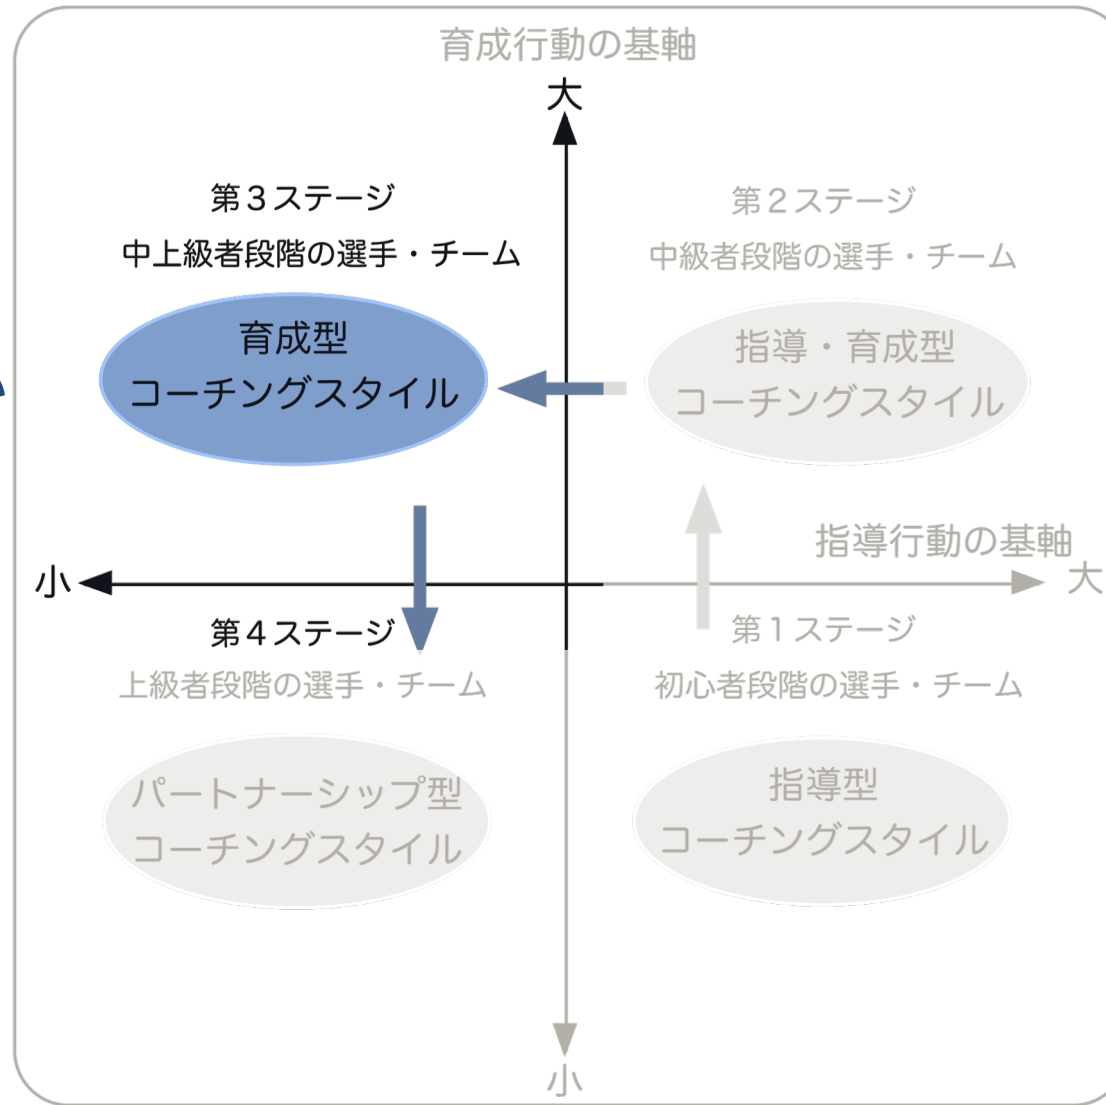 育成行動の基軸
大
第３ステージ
中上級者段階の選手・チーム
育成型
コーチングスタイル
第２ステージ
中級者段階の選手・チーム
指導・育成型
コーチングスタイル
指導行動の基軸
小
大
第４ステージ
上級者段階の選手・チーム
パートナーシップ型
コーチングスタイル
第１ステージ
初心者段階の選手・チーム
指導型
コーチングスタイル
小